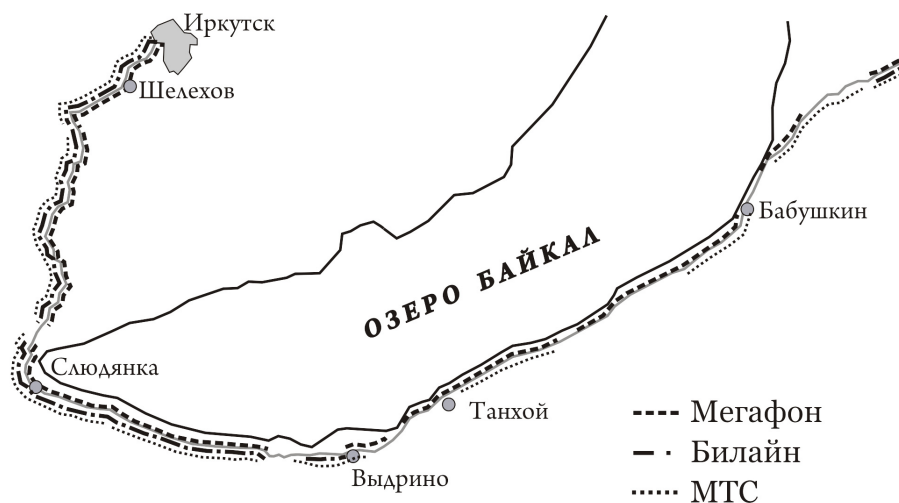 Иркутск
Шелехов
Бабушкин
ОЗЕРО БАЙКАЛ
Слюдянка
Танхой
Выдрино
Мегафон
Билайн
МТС